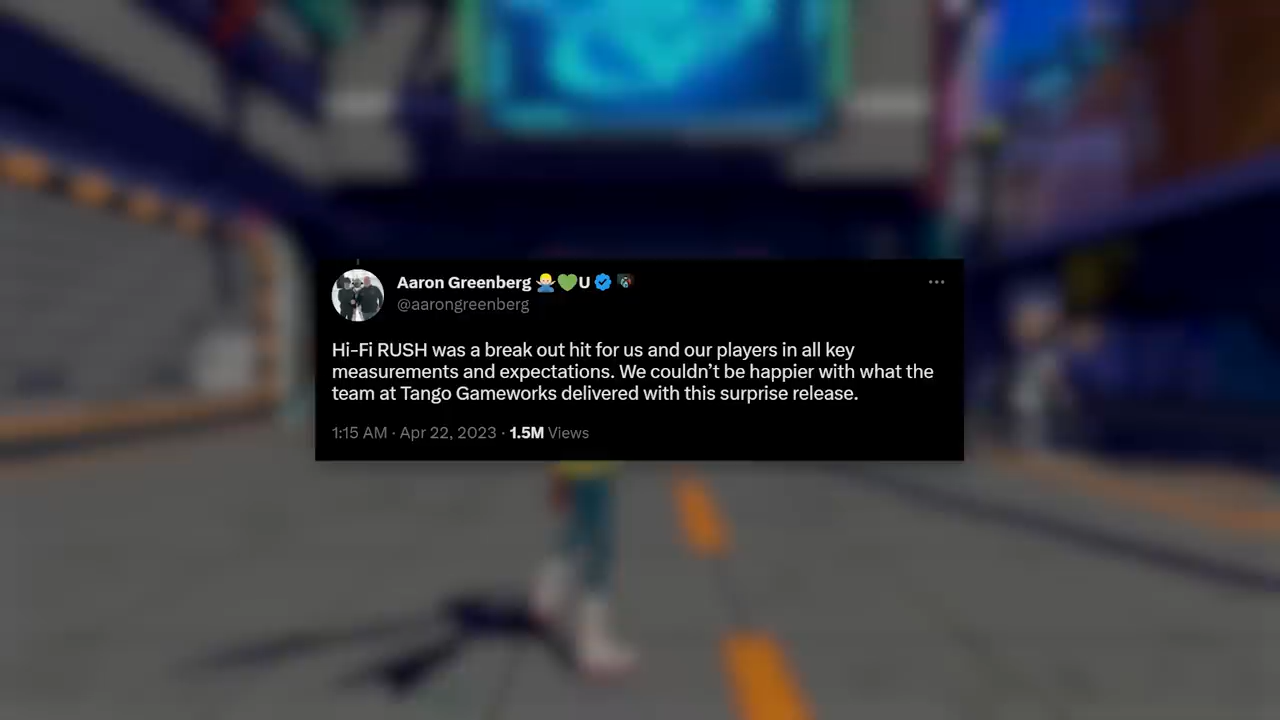 Aaron Greenberg 🙅🏼‍♂️💚U
@aarongreenberg
Hi-Fi RUSH was a break out hit for us and our players in all key
measurements and expectations. We couldn’t be happier with what the
team at Tango Gameworks delivered with this surprise release.
1:15 AM · Apr 22, 2023 · 1.5M Views